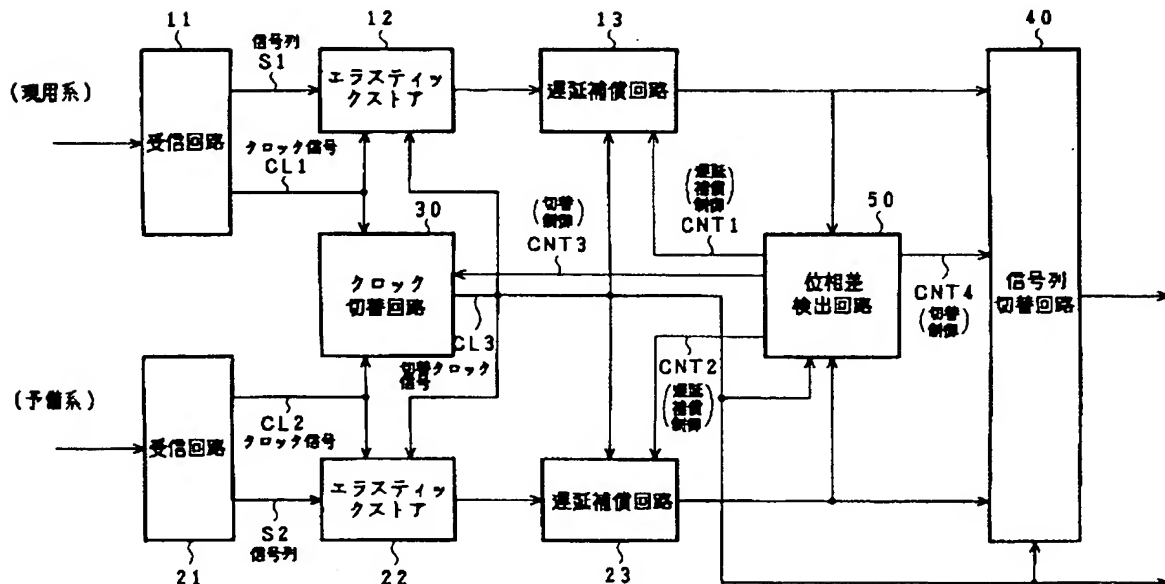 11
12
13
40
信号列
S1
(現用系)
受信回路
エラスティッ
クストア
遅延補償回路
クロック信号
CL1
30
(切替
制御)
CNT3
(遅延
補償
制御)
CNT1
50
クロック
切替回路
位相差
検出回路
CNT4
(切替
制御)
信号列
切替回路
CL3
切替クロック
信号
CNT2
(遅延
補償
制御)
(予備系)
CL2
クロック信号
受信回路
エラスティッ
クストア
遅延補償回路
S2
信号列
21
22
23